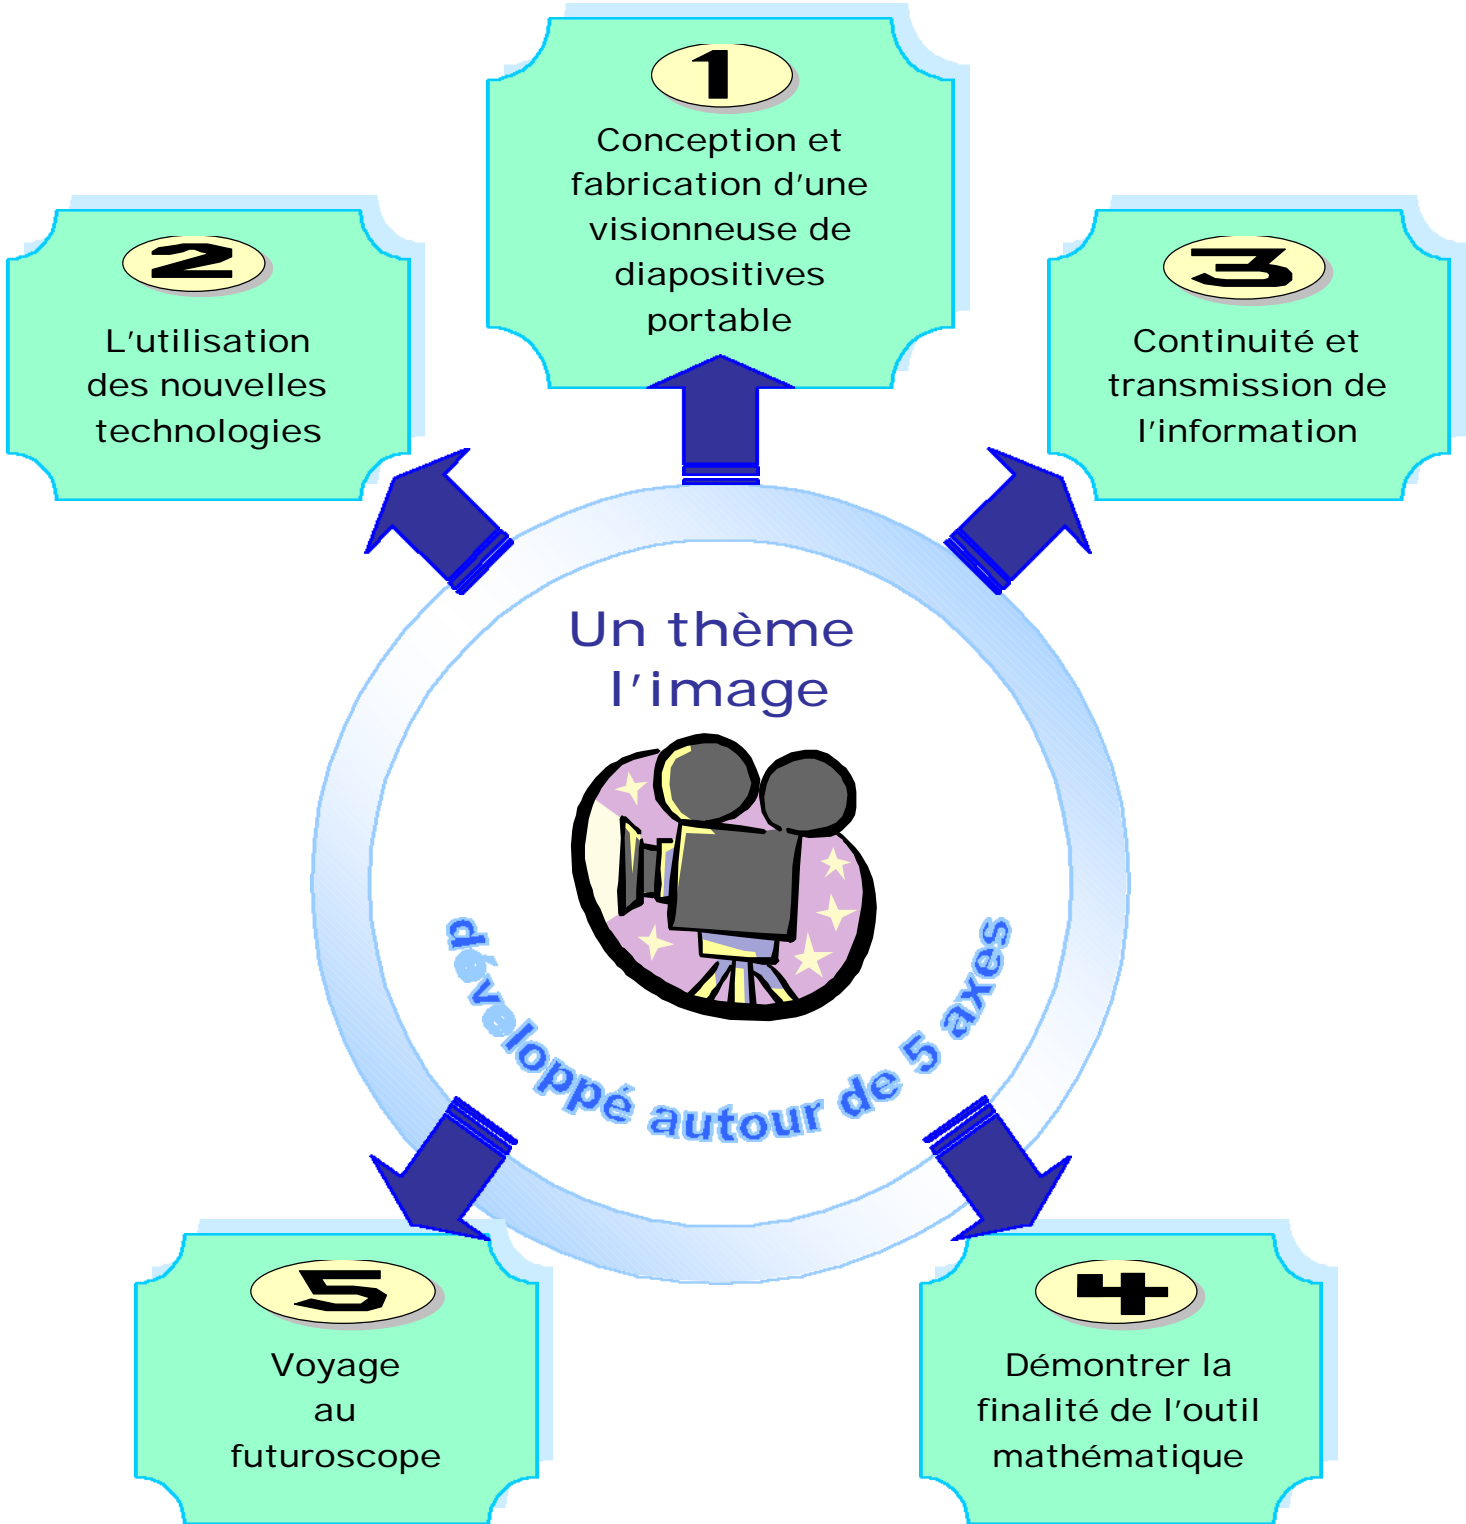 1
Conception et
fabrication d'une
visionneuse de
diapositives
portable
2
L'utilisation
des nouvelles
technologies
3
Continuité et
transmission de
l'information
Un thème
l'image
développé autour de 5 axes
5
Voyage
au
futuroscope
4
Démontrer la
finalité de l'outil
mathématique